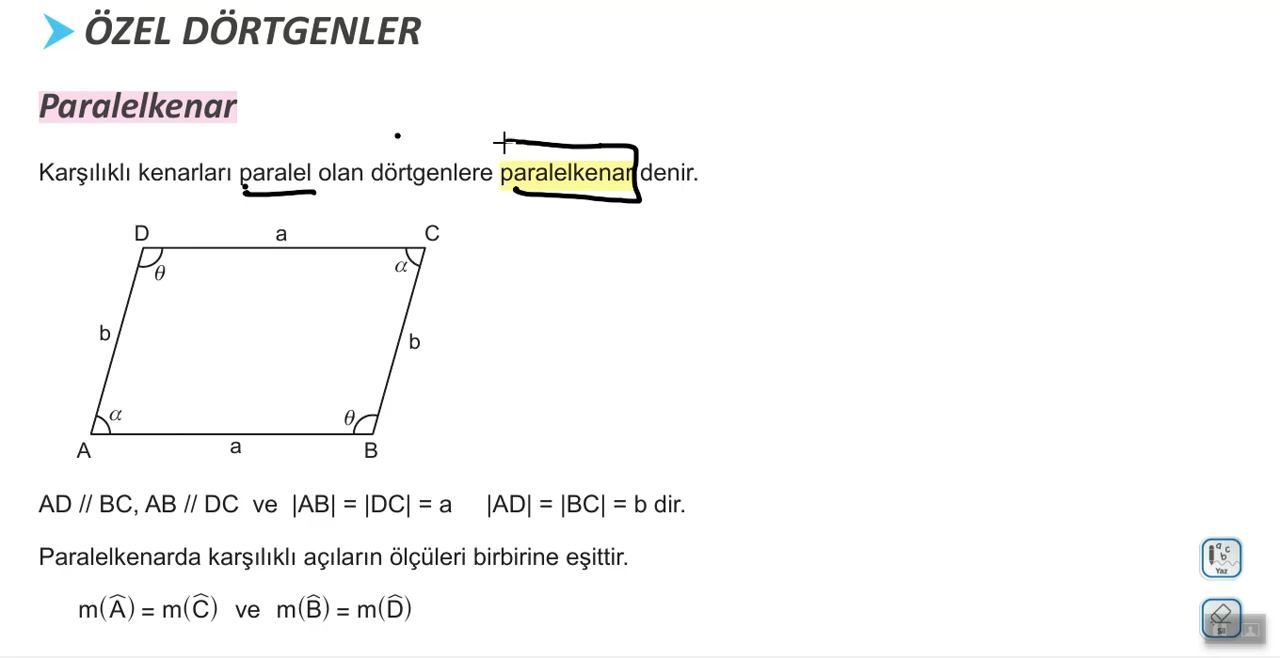 ÖZEL DÖRTGENLER
Paralelkenar
Karşılıklı kenarları paralel olan dörtgenlere paralelkenar denir.
D a C
θ α
b b
α θ
A a B
AD // BC, AB // DC ve |AB| = |DC| = a |AD| = |BC| = b dir.
Paralelkenarda karşılıklı açıların ölçüleri birbirine eşittir.
m(Â) = m(Ĉ) ve m(B̂) = m(D̂)
a b c
Yaz
Sil